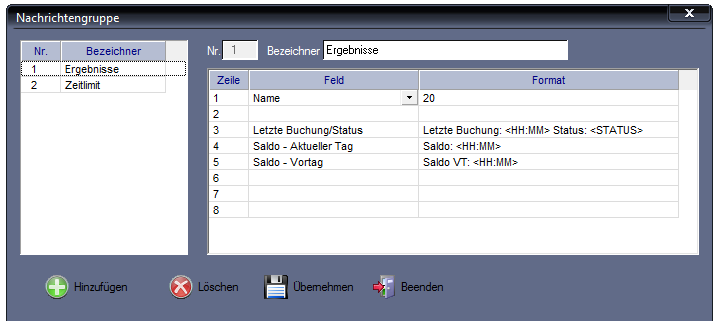 Nachrichtengruppe
x
Nr. Bezeichner
1 Ergebnisse
2 Zeitlimit
Nr. 1 Bezeichner Ergebnisse
Zeile Feld Format
1 Name 20
2
3 Letzte Buchung/Status Letzte Buchung: <HH:MM> Status: <STATUS>
4 Saldo - Aktueller Tag Saldo: <HH:MM>
5 Saldo - Vortag Saldo VT: <HH:MM>
6
7
8
Hinzufügen Löschen Übernehmen Beenden